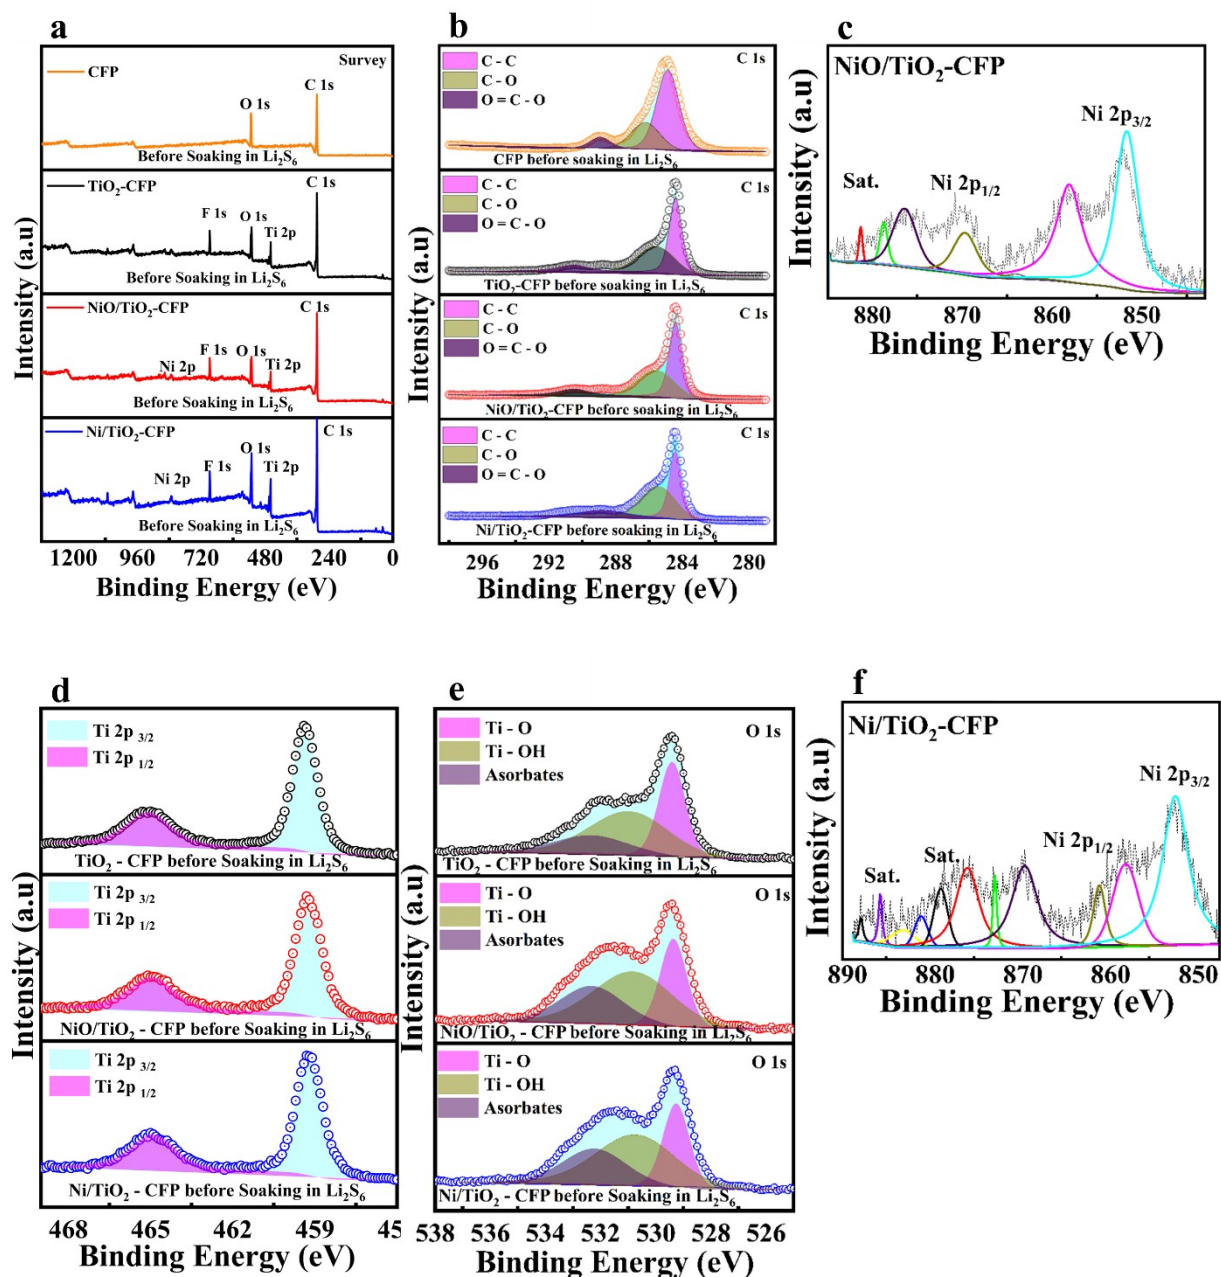 a
Survey
CFP
O 1s
C 1s
Before Soaking in Li₂S₆
TiO₂-CFP
C 1s
F 1s
O 1s
Ti 2p
Before Soaking in Li₂S₆
NiO/TiO₂-CFP
C 1s
Ni 2p
F 1s
O 1s
Ti 2p
Before Soaking in Li₂S₆
Ni/TiO₂-CFP
C 1s
Ni 2p
F 1s
O 1s
Ti 2p
Before Soaking in Li₂S₆
1200 960 720 480 240 0
Binding Energy (eV)
Intensity (a.u)
b
C - C
C - O
O = C - O
C 1s
CFP before soaking in Li₂S₆
C - C
C - O
O = C - O
C 1s
TiO₂-CFP before soaking in Li₂S₆
C - C
C - O
O = C - O
C 1s
NiO/TiO₂-CFP before soaking in Li₂S₆
C - C
C - O
O = C - O
C 1s
Ni/TiO₂-CFP before soaking in Li₂S₆
296 292 288 284 280
Binding Energy (eV)
Intensity (a.u)
c
NiO/TiO₂-CFP
Ni 2p₃/₂
Sat.
Ni 2p₁/₂
880 870 860 850
Binding Energy (eV)
Intensity (a.u)
d
Ti 2p ₃/₂
Ti 2p ₁/₂
TiO₂ - CFP before Soaking in Li₂S₆
Ti 2p ₃/₂
Ti 2p ₁/₂
NiO/TiO₂ - CFP before Soaking in Li₂S₆
Ti 2p ₃/₂
Ti 2p ₁/₂
Ni/TiO₂ - CFP before Soaking in Li₂S₆
468 465 462 459 45
Binding Energy (eV)
Intensity (a.u)
e
Ti - O
Ti - OH
Asorbates
O 1s
TiO₂ - CFP before Soaking in Li₂S₆
Ti - O
Ti - OH
Asorbates
O 1s
NiO/TiO₂ - CFP before Soaking in Li₂S₆
Ti - O
Ti - OH
Asorbates
O 1s
Ni/TiO₂ - CFP before Soaking in Li₂S₆
538 535 532 529 526
Binding Energy (eV)
Intensity (a.u)
f
Ni/TiO₂-CFP
Ni 2p₃/₂
Ni 2p₁/₂
Sat.
Sat.
890 880 870 860 850
Binding Energy (eV)
Intensity (a.u)